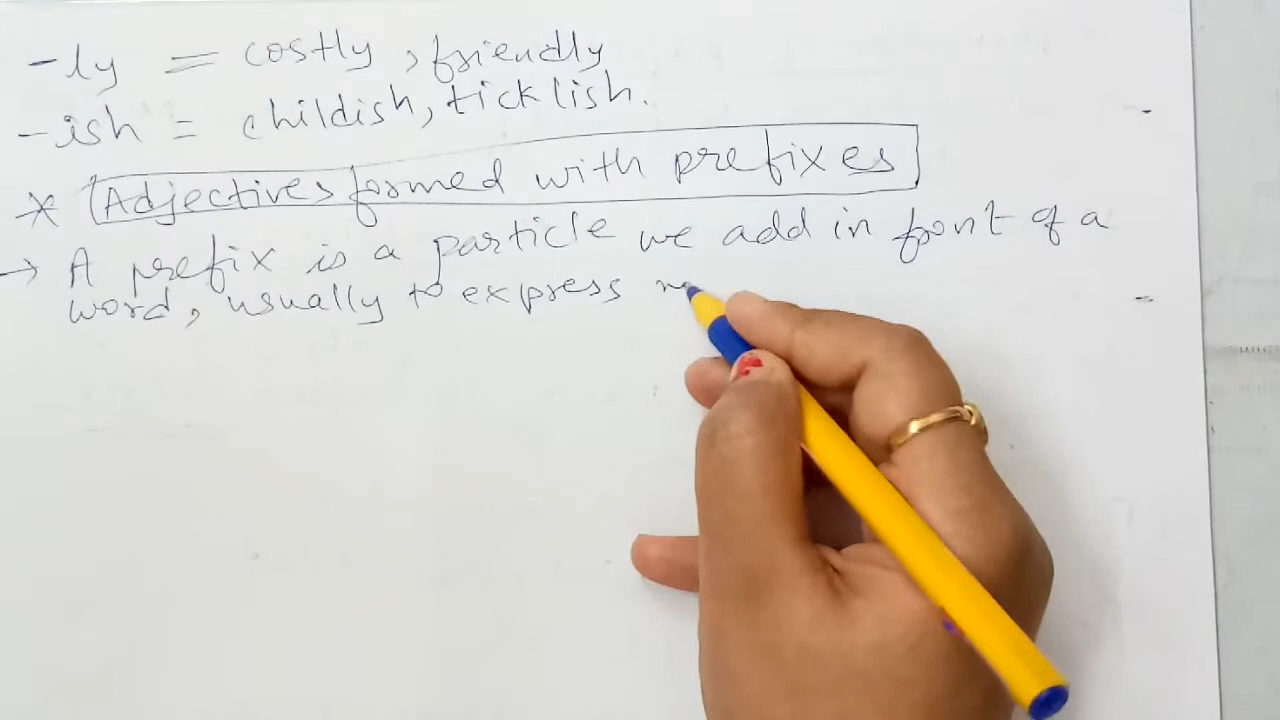 -ly = costly, friendly
-ish = childish, ticklish.
* Adjectives formed with prefixes
→ A prefix is a particle we add in front of a
word, usually to express